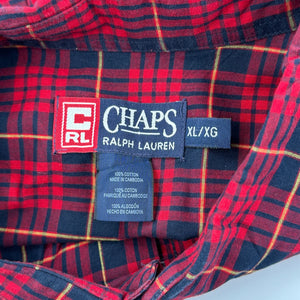 C
RL
CHAPS
RALPH LAUREN
XL/XG
100% COTTON
MADE IN CAMBODIA
100% COTON
FABRIQUÉ AU CAMBODGE
100% ALGODÓN
HECHO EN CAMBOYA